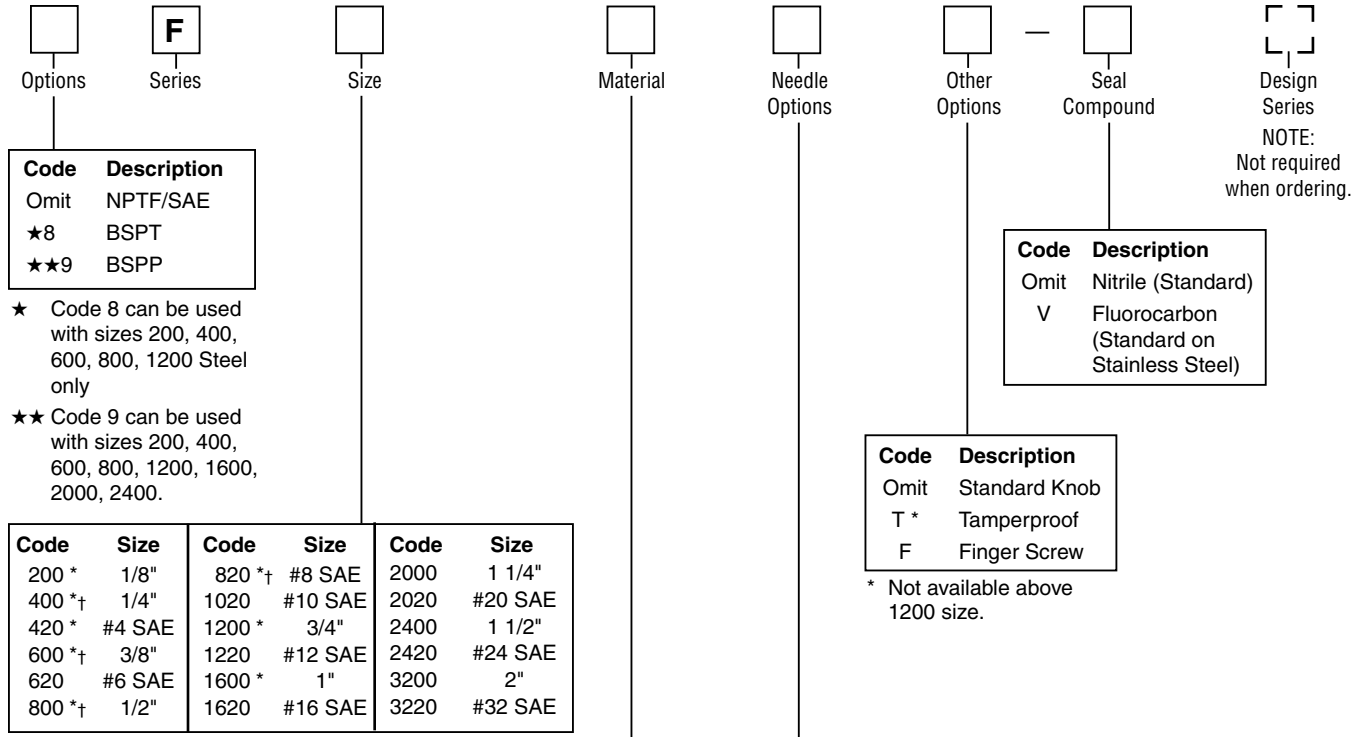 F
Options Series Size Material Needle Options Other Options — Seal Compound Design Series
NOTE:
Not required
when ordering.
Code Description
Omit NPTF/SAE
★8 BSPT
★★9 BSPP
★ Code 8 can be used
with sizes 200, 400,
600, 800, 1200 Steel
only
★★ Code 9 can be used
with sizes 200, 400,
600, 800, 1200, 1600,
2000, 2400.
Code Description
Omit Nitrile (Standard)
V Fluorocarbon
(Standard on
Stainless Steel)
Code Description
Omit Standard Knob
T * Tamperproof
F Finger Screw
* Not available above
1200 size.
Code Size Code Size Code Size
200 * 1/8" 820 *† #8 SAE 2000 1 1/4"
400 *† 1/4" 1020 #10 SAE 2020 #20 SAE
420 * #4 SAE 1200 * 3/4" 2400 1 1/2"
600 *† 3/8" 1220 #12 SAE 2420 #24 SAE
620 #6 SAE 1600 * 1" 3200 2"
800 *† 1/2" 1620 #16 SAE 3220 #32 SAE